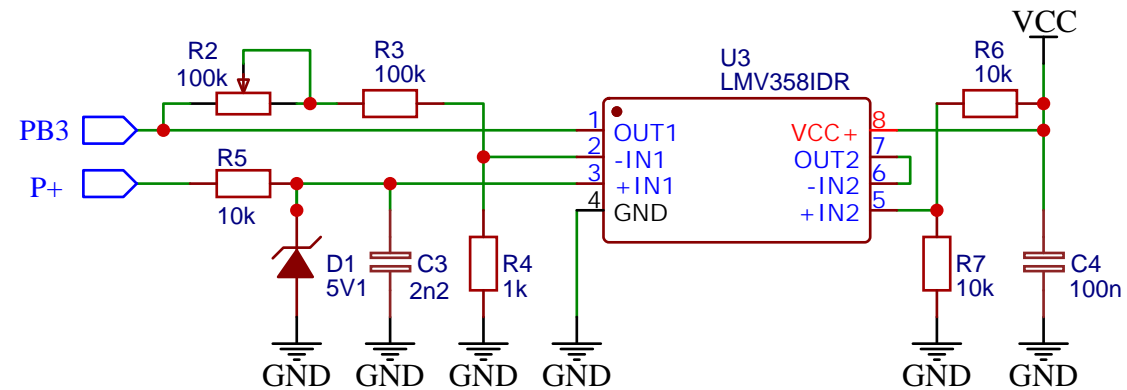 VCC
R2
100k
R3
100k
U3
LMV358IDR
R6
10k
PB3
1
OUT1
VCC+
8
2
-IN1
OUT2
7
P+
R5
10k
3
+IN1
-IN2
6
4
GND
+IN2
5
D1
5V1
C3
2n2
R4
1k
R7
10k
C4
100n
GND
GND
GND
GND
GND
GND